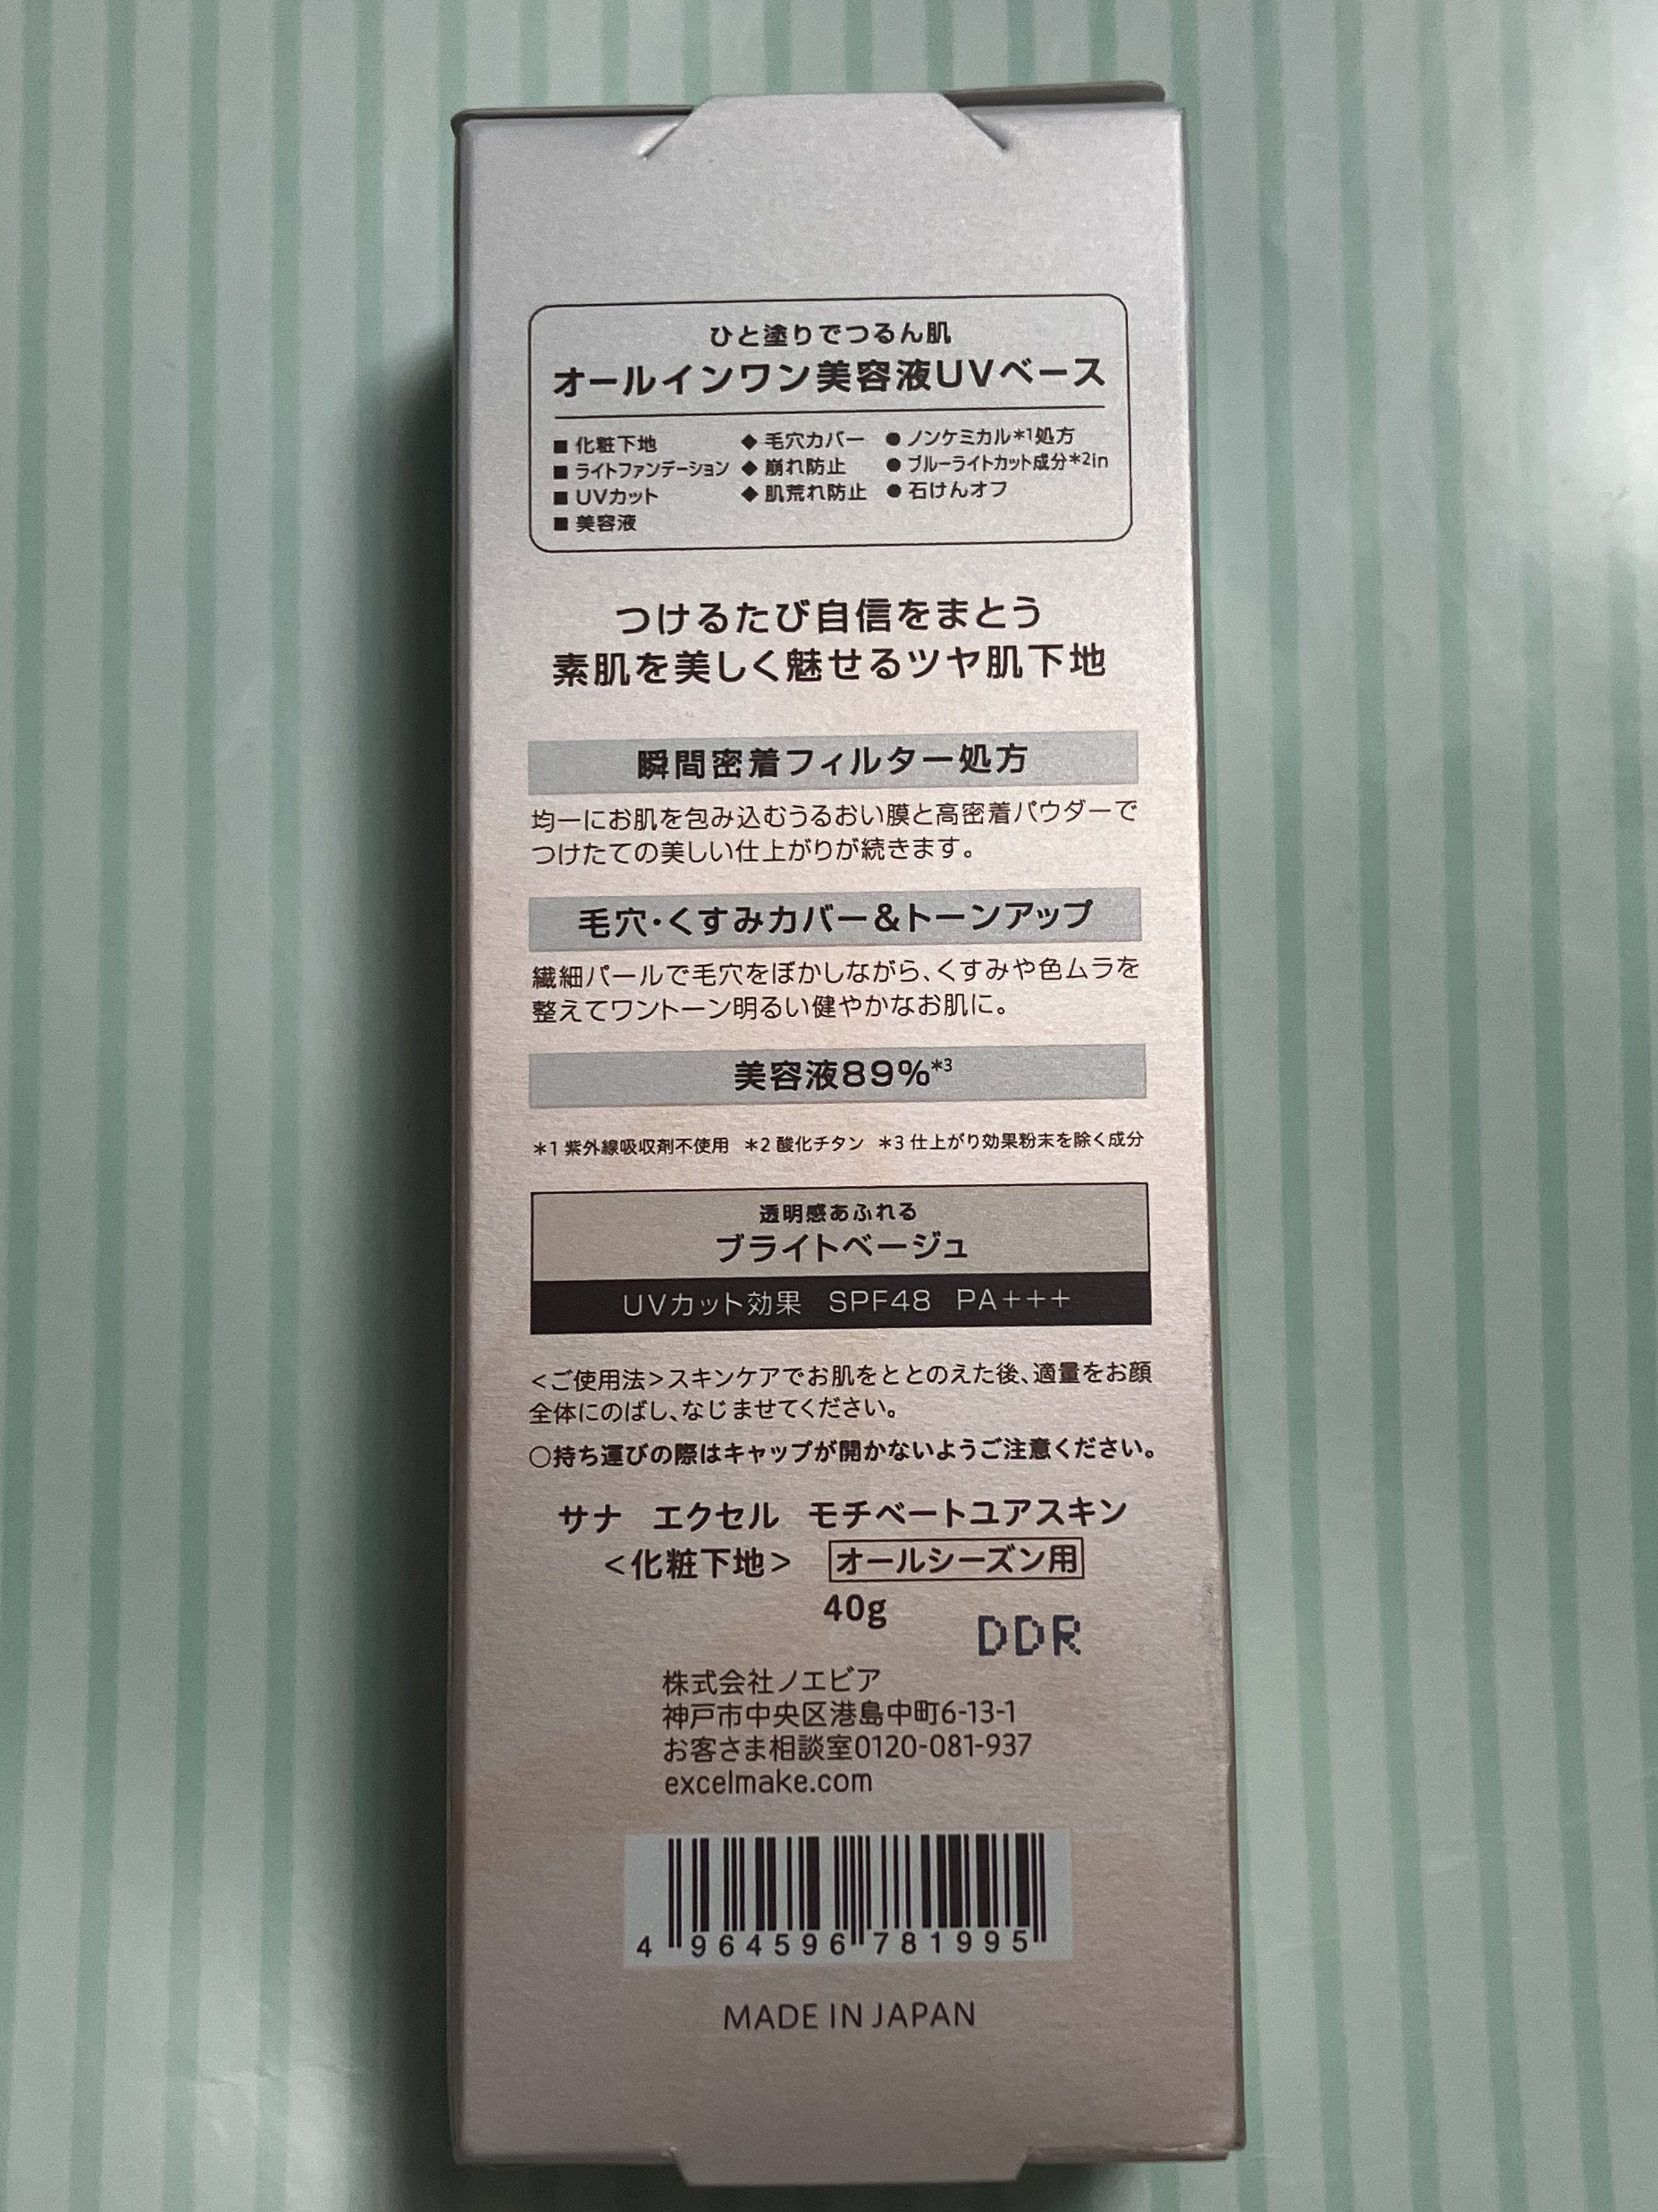 ひと塗りでつるん肌
オールインワン美容液UVベース
■ 化粧下地 ◆ 毛穴カバー ● ノンケミカル*1処方
■ ライトファンデーション ◆ 崩れ防止 ● ブルーライトカット成分*2in
■ UVカット ◆ 肌荒れ防止 ● 石けんオフ
■ 美容液
つけるたび自信をまとう
素肌を美しく魅せるツヤ肌下地
瞬間密着フィルター処方
均一にお肌を包み込むうるおい膜と高密着パウダーで
つけたての美しい仕上がりが続きます。
毛穴・くすみカバー&トーンアップ
繊細パールで毛穴をぼかしながら、くすみや色ムラを
整えてワントーン明るい健やかなお肌に。
美容液89%*3
*1 紫外線吸収剤不使用 *2 酸化チタン *3 仕上がり効果粉末を除く成分
透明感あふれる
ブライトベージュ
UVカット効果 SPF48 PA+++
<ご使用法>スキンケアでお肌をととのえた後、適量をお顔
全体にのばし、なじませてください。
○持ち運びの際はキャップが開かないようご注意ください。
サナ エクセル モチベートユアスキン
<化粧下地> オールシーズン用
40g
DDR
株式会社ノエビア
神戸市中央区港島中町6-13-1
お客さま相談室0120-081-937
excelmake.com
4 964596 781995
MADE IN JAPAN